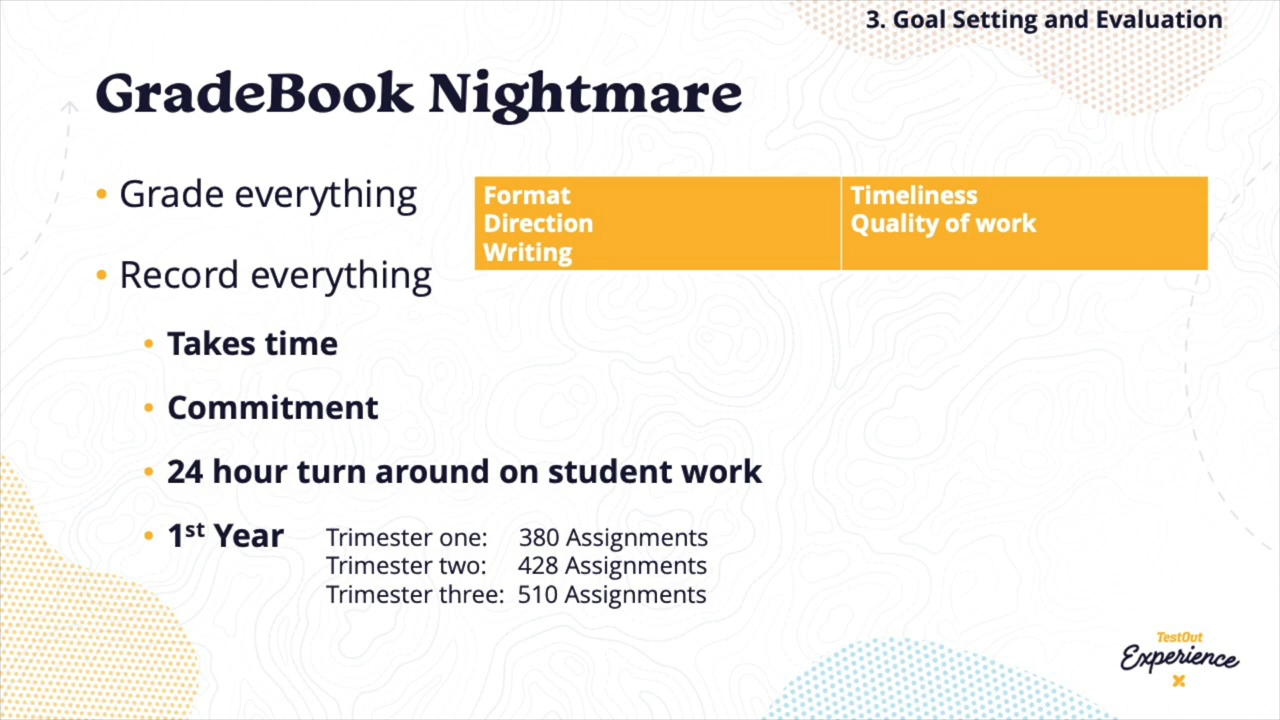 3. Goal Setting and Evaluation
GradeBook Nightmare
• Grade everything
• Record everything
Format
Direction
Writing
Timeliness
Quality of work
• Takes time
• Commitment
• 24 hour turn around on student work
• 1st Year
Trimester one: 380 Assignments
Trimester two: 428 Assignments
Trimester three: 510 Assignments
TestOut
Experience